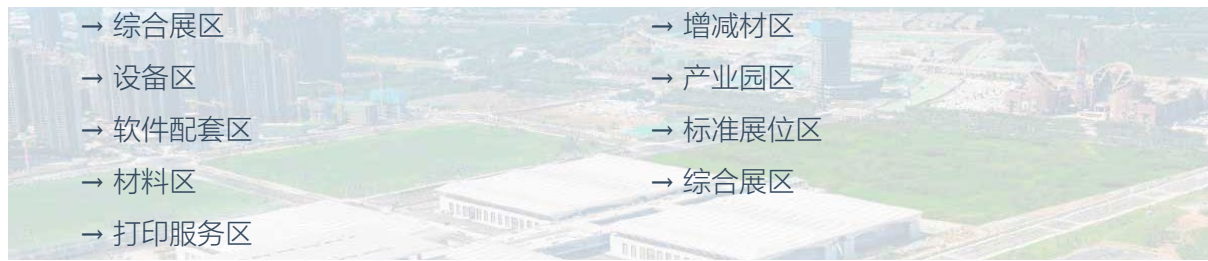 → 综合展区
→ 设备区
→ 软件配套区
→ 材料区
→ 打印服务区
→ 增减材区
→ 产业园区
→ 标准展位区
→ 综合展区